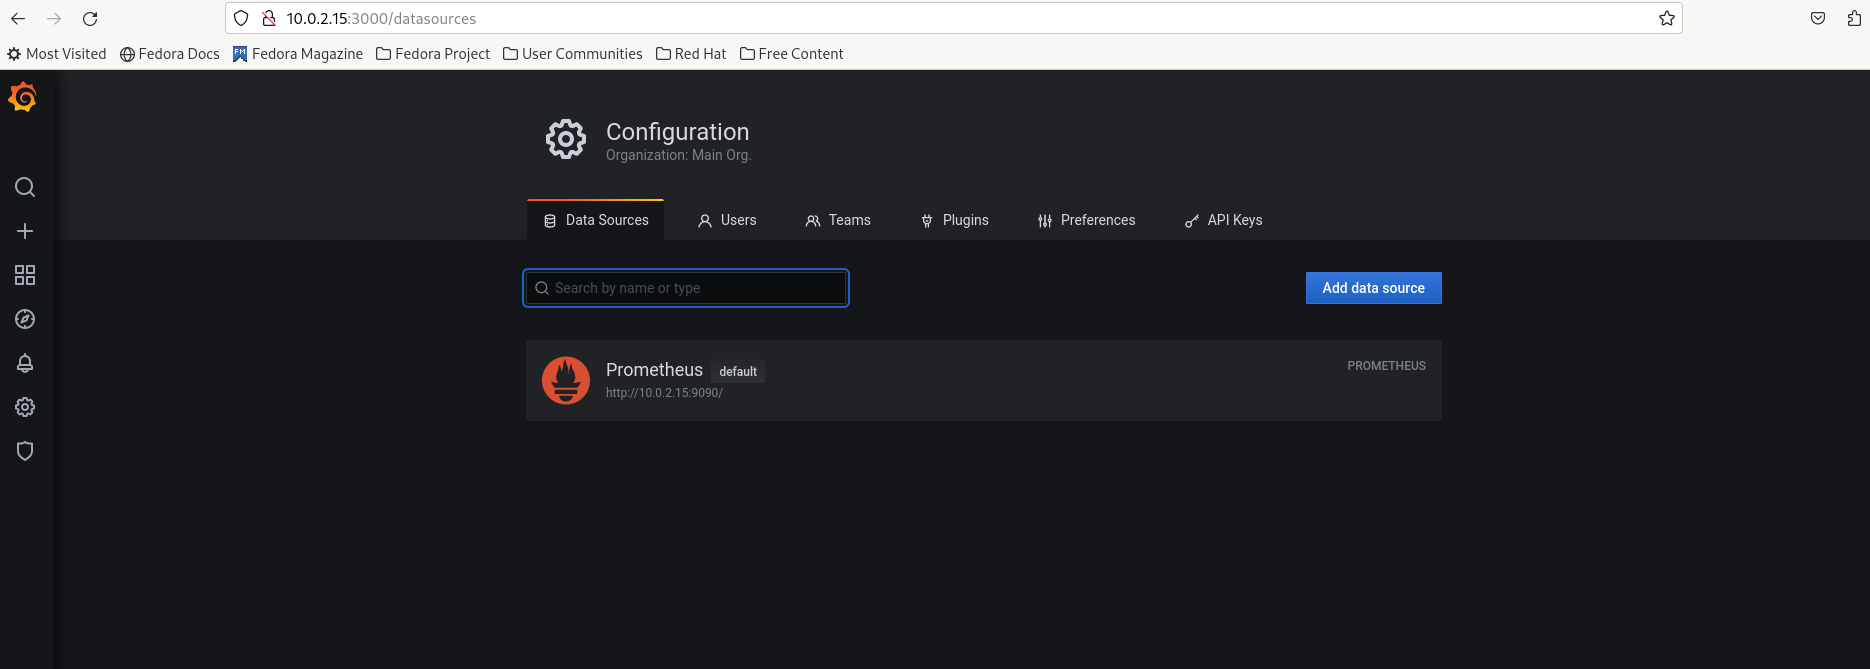 10.0.2.15:3000/datasources
Most Visited Fedora Docs FM Fedora Magazine Fedora Project User Communities Red Hat Free Content
Configuration
Organization: Main Org.
Data Sources Users Teams Plugins Preferences API Keys
Search by name or type Add data source
Prometheus default PROMETHEUS
http://10.0.2.15:9090/